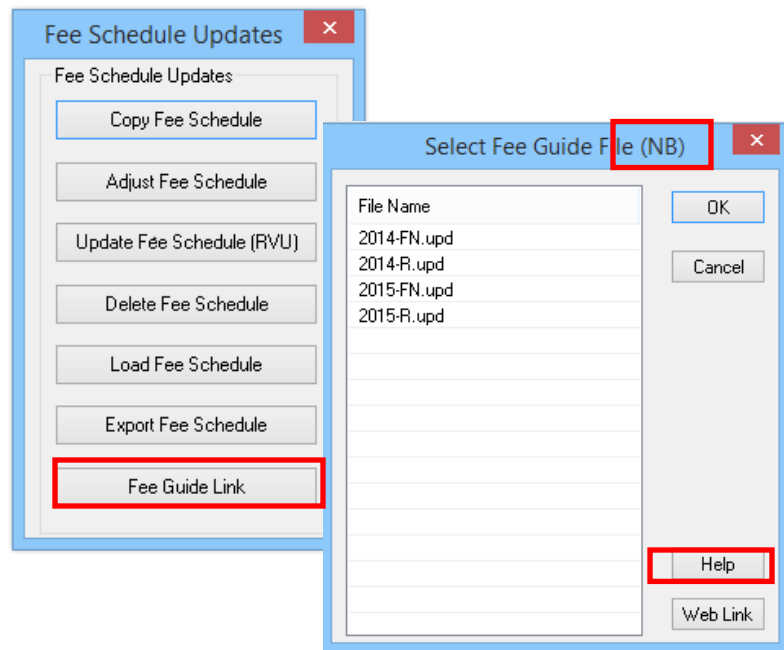 Fee Schedule Updates
Fee Schedule Updates
Copy Fee Schedule
Adjust Fee Schedule
Update Fee Schedule (RVU)
Delete Fee Schedule
Load Fee Schedule
Export Fee Schedule
Fee Guide Link
Select Fee Guide File (NB)
File Name
2014-FN.upd
2014-R.upd
2015-FN.upd
2015-R.upd
OK
Cancel
Help
Web Link